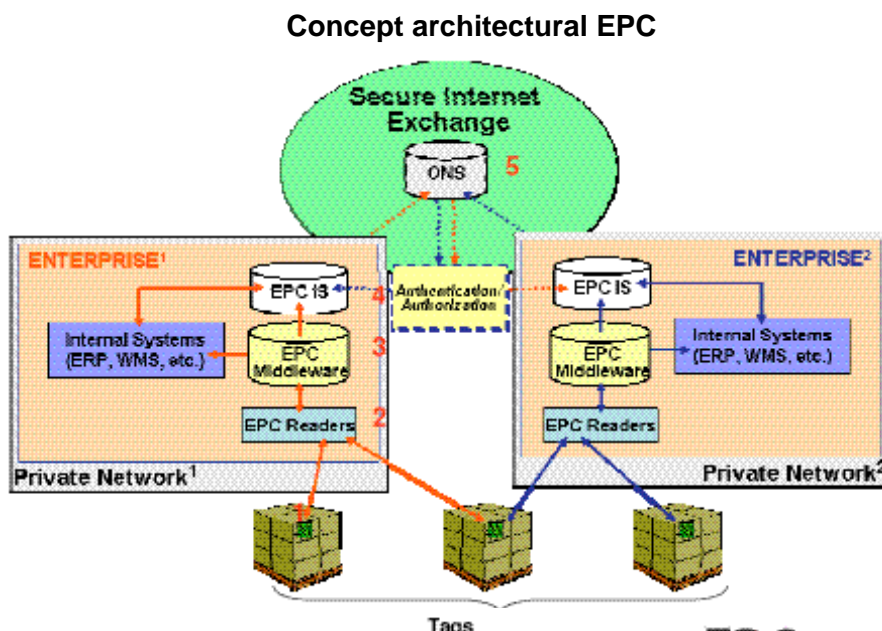 Concept architectural EPC
Secure Internet
Exchange
ONS
5
ENTERPRISE¹
ENTERPRISE²
EPC IS
4
Authentication/
Authorization
EPC IS
Internal Systems
(ERP, WMS, etc.)
EPC
Middleware
3
EPC
Middleware
Internal Systems
(ERP, WMS, etc.)
EPC Readers
2
EPC Readers
Private Network¹
Private Network²
1
Tags